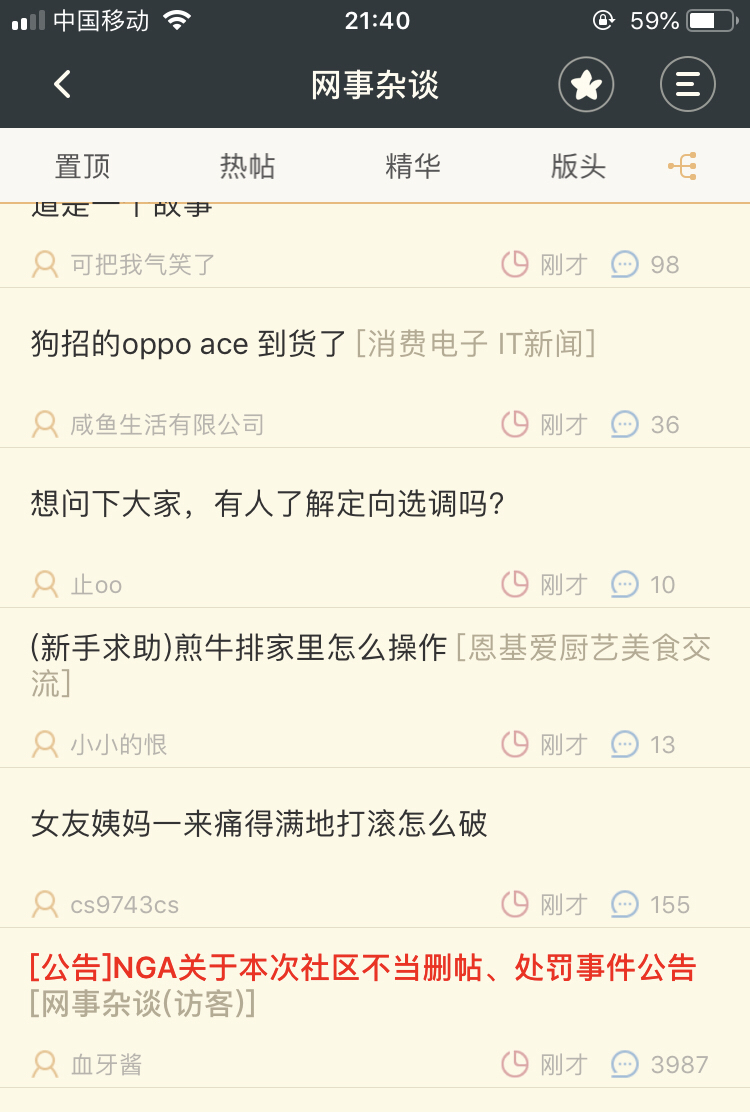 中国移动 21:40 59%
网事杂谈
置顶 热帖 精华 版头
道是一个故事
可把我气笑了 刚才 98
狗招的oppo ace 到货了 [消费电子 IT新闻]
咸鱼生活有限公司 刚才 36
想问下大家，有人了解定向选调吗?
止oo 刚才 10
(新手求助)煎牛排家里怎么操作 [恩基爱厨艺美食交
流]
小小的恨 刚才 13
女友姨妈一来痛得满地打滚怎么破
cs9743cs 刚才 155
[公告]NGA关于本次社区不当删帖、处罚事件公告
[网事杂谈(访客)]
血牙酱 刚才 3987